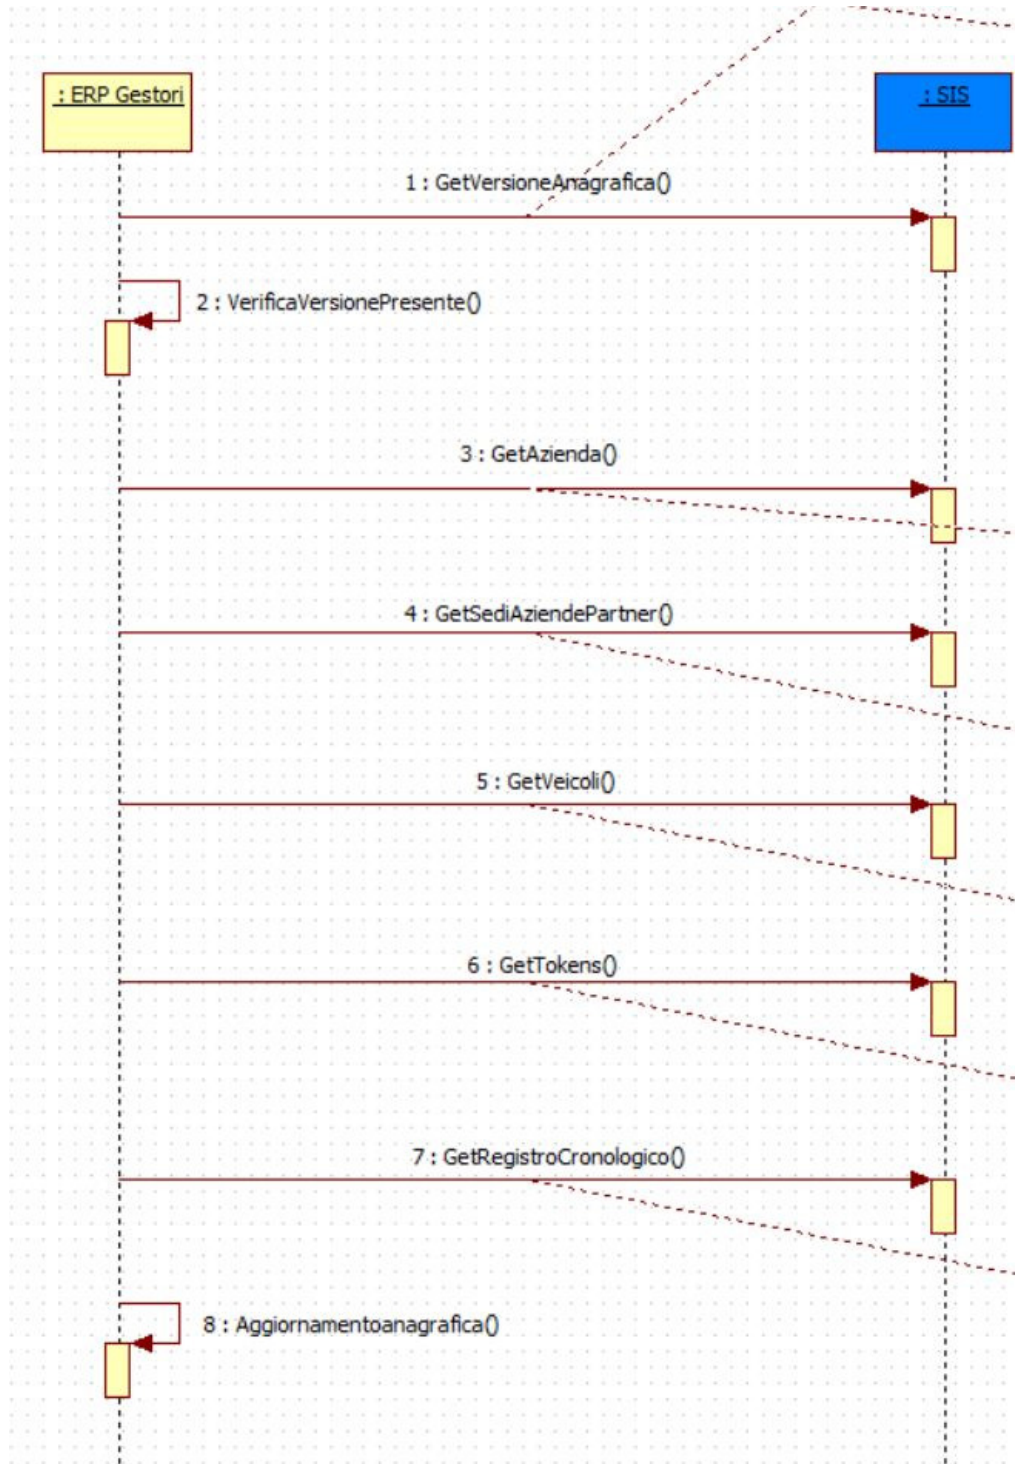 : ERP Gestori
: SIS
1 : GetVersioneAnagrafica()
2 : VerificaVersionePresente()
3 : GetAzienda()
4 : GetSediAziendePartner()
5 : GetVeicoli()
6 : GetTokens()
7 : GetRegistroCronologico()
8 : Aggiornamentoanagrafica()